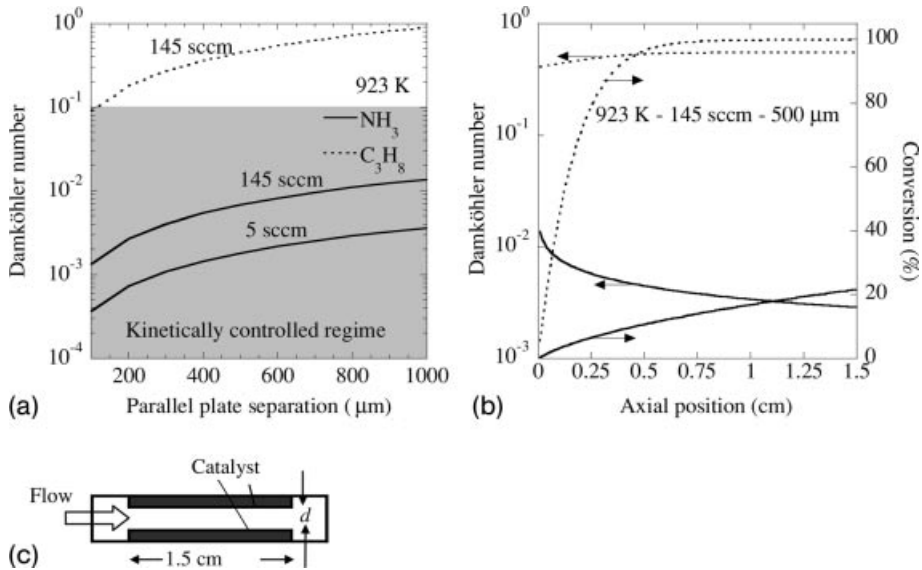 10^0
10^-1
10^-2
10^-3
10^-4
Damköhler number
145 sccm
923 K
NH_3
C_3H_8
145 sccm
5 sccm
Kinetically controlled regime
200 400 600 800 1000
Parallel plate separation (μm)
(a)
10^0
10^-1
10^-2
10^-3
Damköhler number
923 K - 145 sccm - 500 μm
100
80
60
40
20
0
Conversion (%)
0 0.25 0.5 0.75 1 1.25 1.5
Axial position (cm)
(b)
Catalyst
Flow
d
1.5 cm
(c)